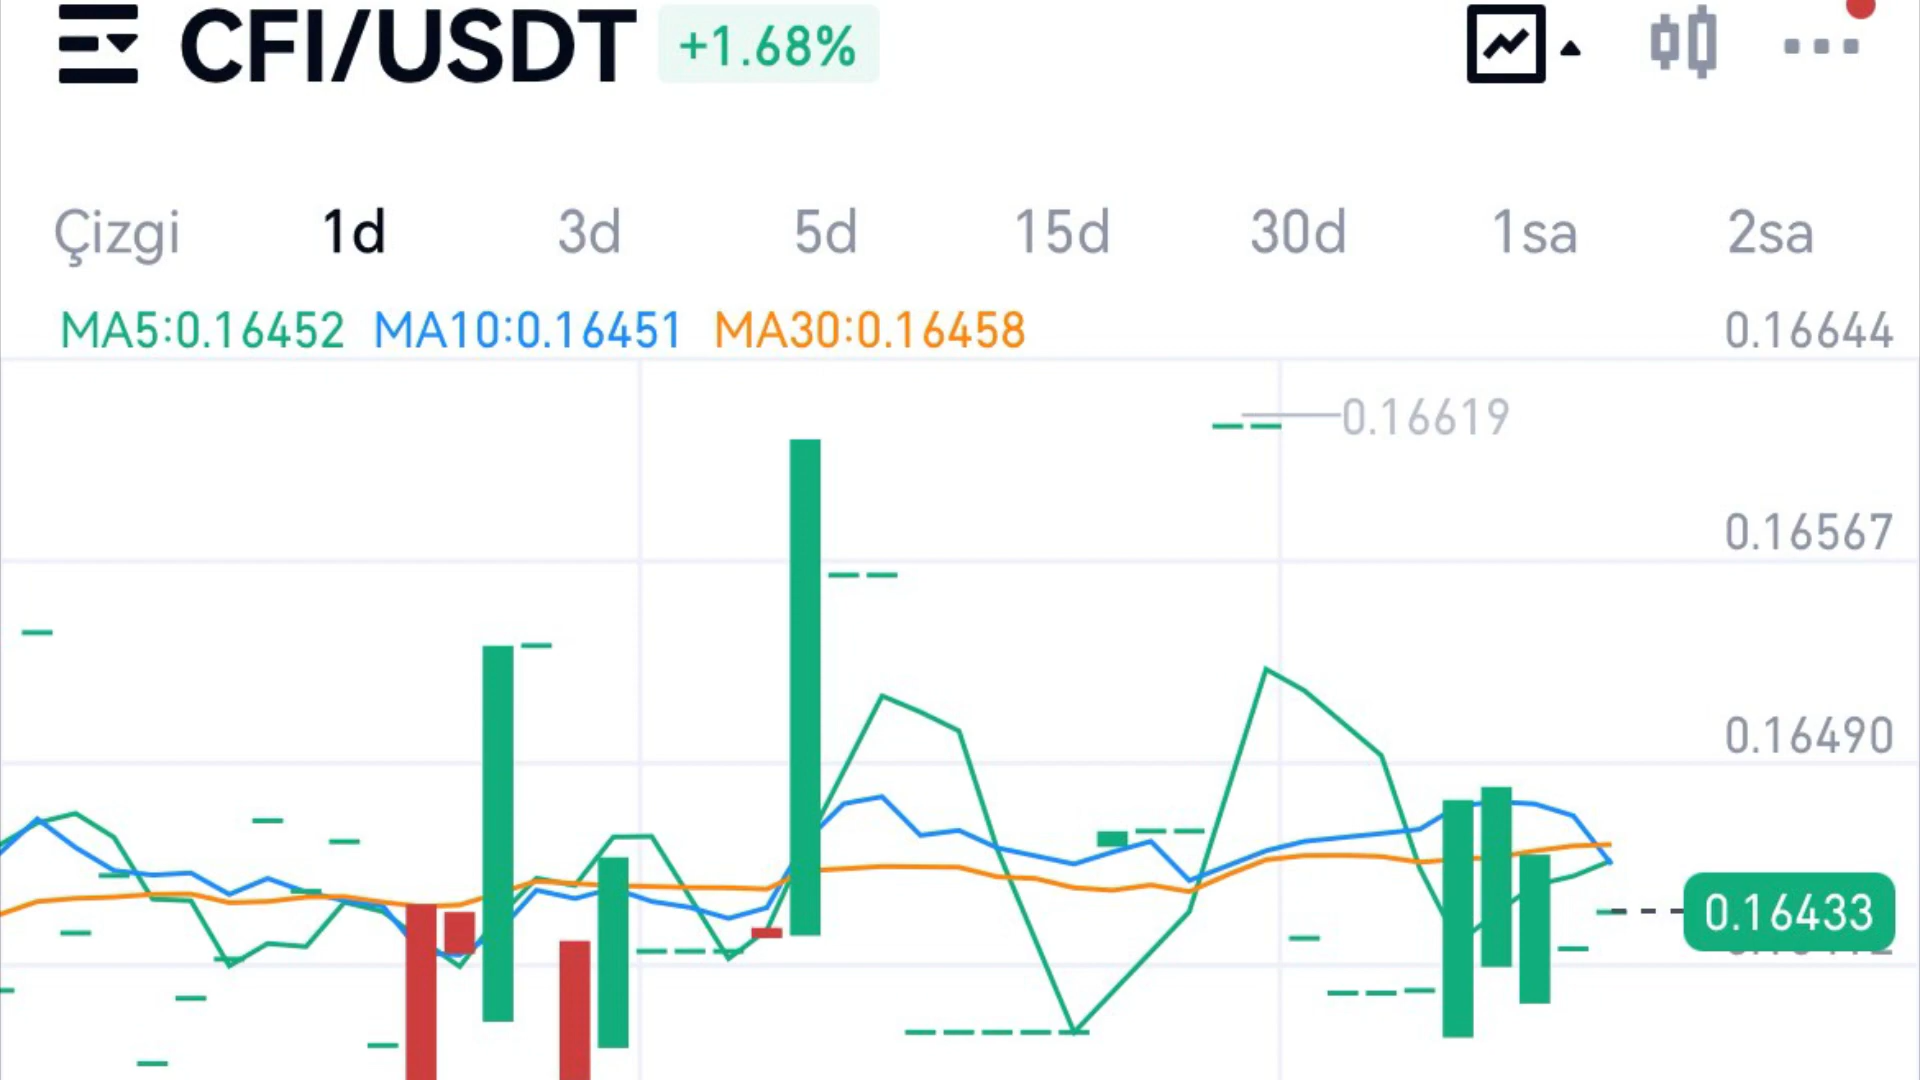 CFI/USDT +1.68%
Çizgi 1d 3d 5d 15d 30d 1sa 2sa
MA5:0.16452 MA10:0.16451 MA30:0.16458 0.16644
0.16619
0.16567
0.16490
0.16433